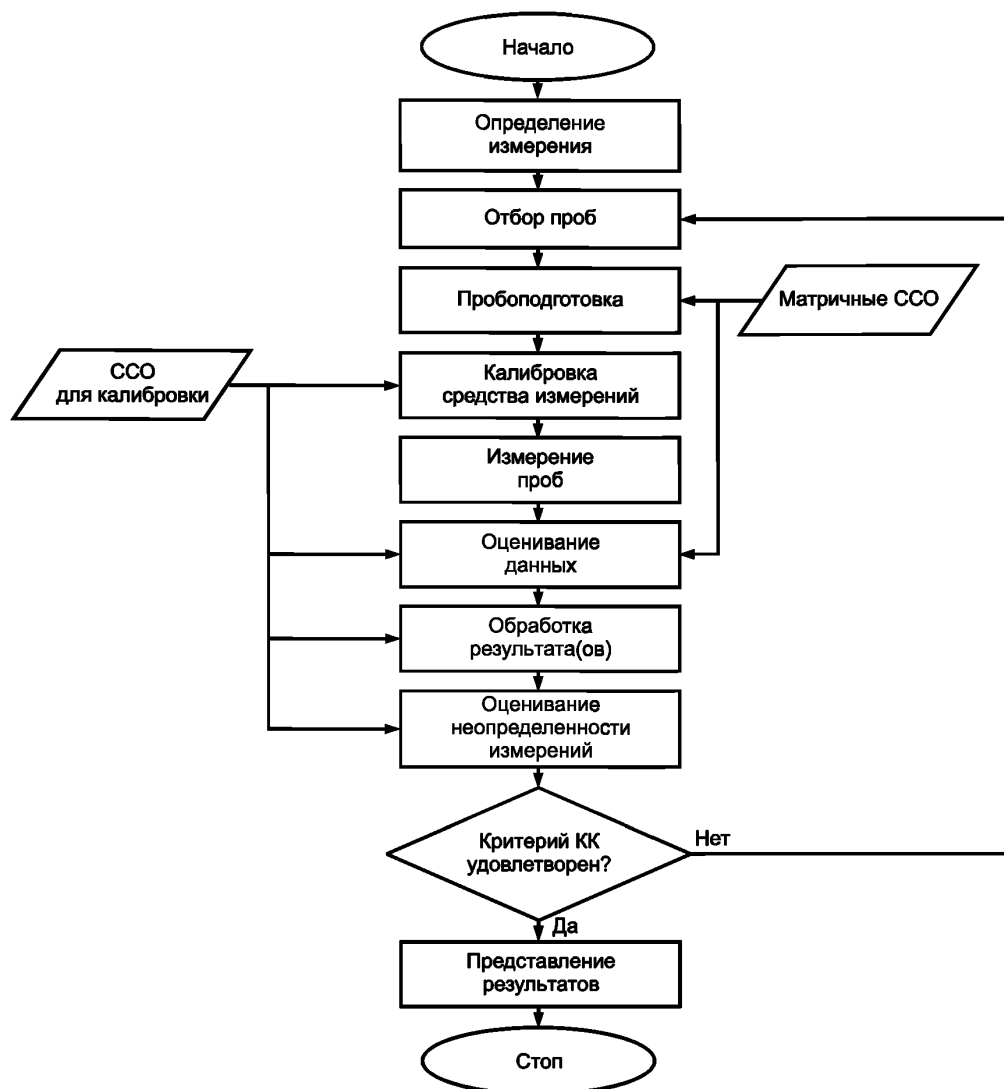 Начало
Определение
измерения
Отбор проб
Пробоподготовка
Матричные ССО
ССО
для калибровки
Калибровка
средства измерений
Измерение
проб
Оценивание
данных
Обработка
результата(ов)
Оценивание
неопределенности
измерений
Критерий КК
удовлетворен?
Нет
Да
Представление
результатов
Стоп